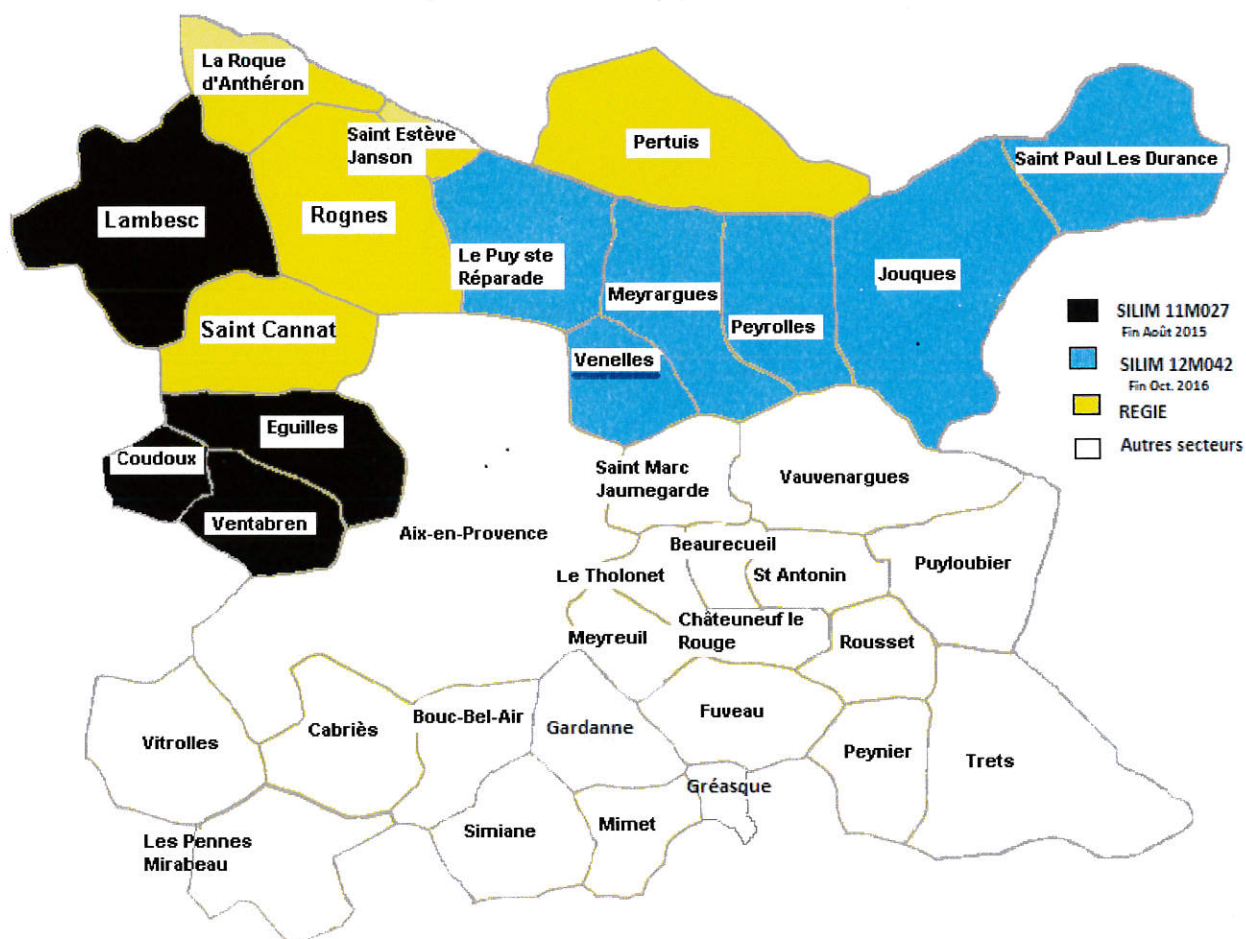 La Roque
d'Anthéron
Saint Estève
Janson
Pertuis
Saint Paul Les Durance
Lambesc
Rognes
Le Puy ste
Réparade
Meyrargues
Jouques
Peyrolles
Saint Cannat
Venelles
SILIM 11M027
Fin Août 2015
SILIM 12M042
Fin Oct. 2016
REGIE
Autres secteurs
Eguilles
Coudoux
Ventabren
Saint Marc
Jaumegarde
Vauvenargues
Aix-en-Provence
Beaurecueil
Le Tholonet
St Antonin
Puyloubier
Châteuneuf le
Rouge
Meyreuil
Rousset
Vitrolles
Cabriès
Bouc-Bel-Air
Gardanne
Fuveau
Peynier
Trets
Gréasque
Les Pennes
Mirabeau
Simiane
Mimet